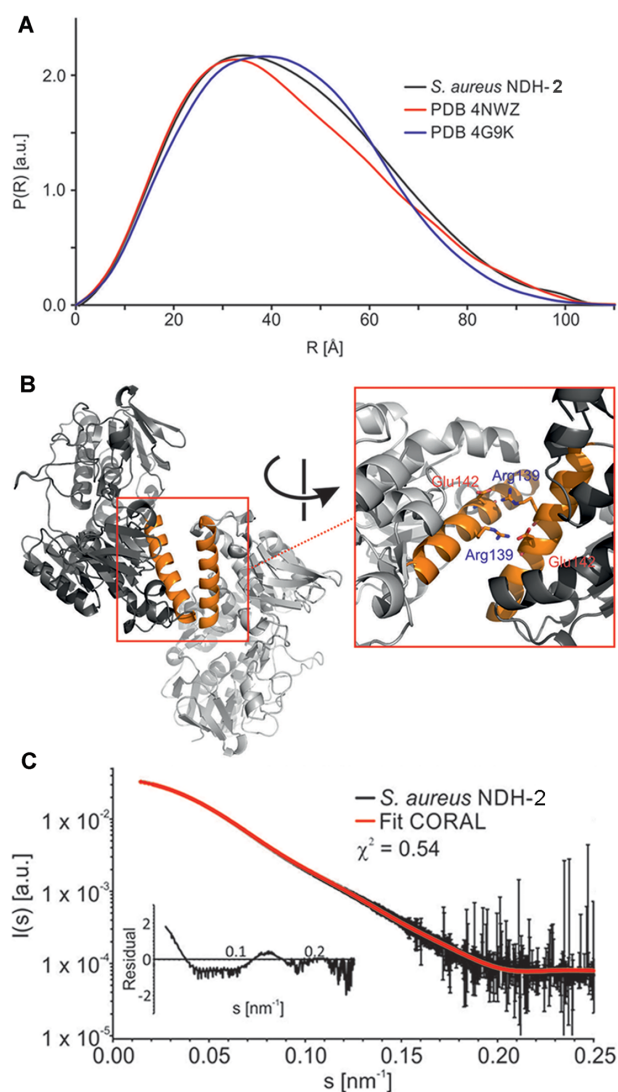 A
2.0
1.0
0.0
P(R) [a.u.]
S. aureus NDH-2
PDB 4NWZ
PDB 4G9K
0 20 40 60 80 100
R [Å]
B
Glu142 Arg139
Arg139 Glu142
C
S. aureus NDH-2
Fit CORAL
χ² = 0.54
I(s) [a.u.]
1 x 10-2
1 x 10-3
1 x 10-4
1 x 10-5
Residual
2
0
-2
0.1 0.2
s [nm-1]
0.00 0.05 0.10 0.15 0.20 0.25
s [nm-1]